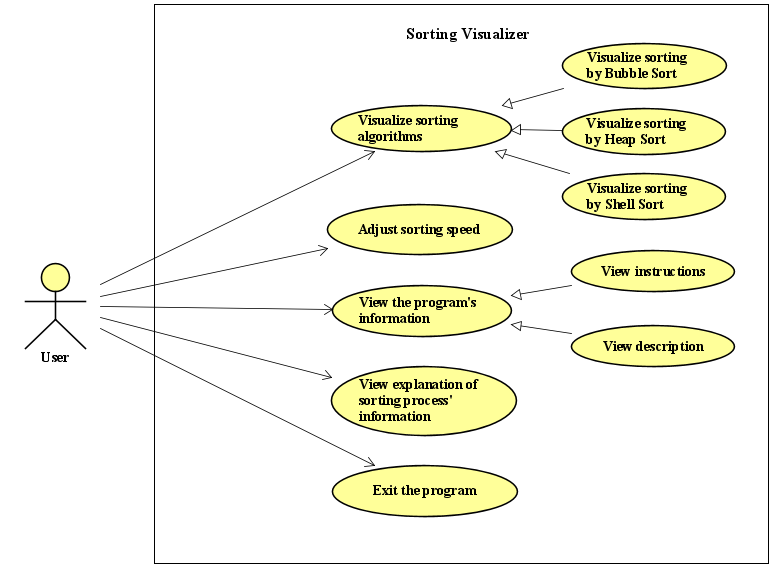 Sorting Visualizer
Visualize sorting
by Bubble Sort
Visualize sorting
algorithms
Visualize sorting
by Heap Sort
Visualize sorting
by Shell Sort
Adjust sorting speed
View instructions
View the program's
information
View description
User
View explanation of
sorting process'
information
Exit the program